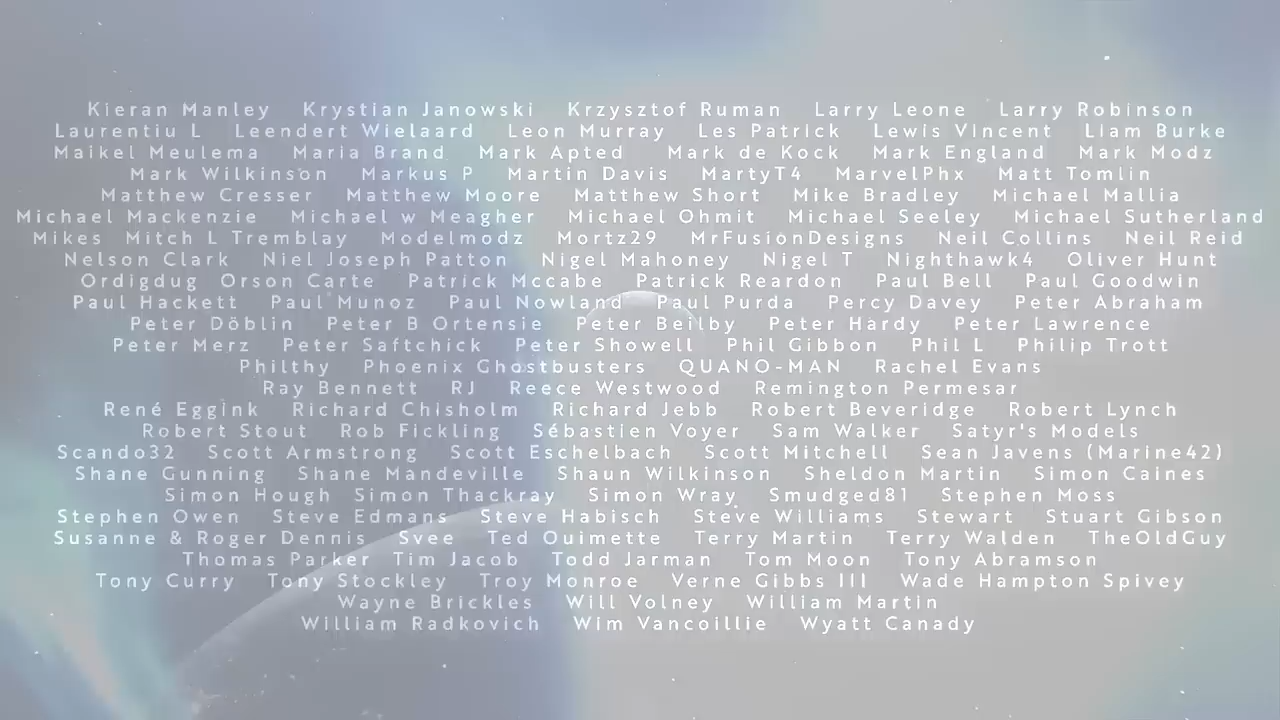 Kieran Manley Krystian Janowski Krzysztof Ruman Larry Leone Larry Robinson
Laurentiu L Leendert Wielaard Leon Murray Les Patrick Lewis Vincent Liam Burke
Maikel Meulema Maria Brand Mark Apted Mark de Kock Mark England Mark Modz
Mark Wilkinson Markus P Martin Davis MartyT4 MarvelPhx Matt Tomlin
Matthew Cresser Matthew Moore Matthew Short Mike Bradley Michael Mallia
Michael Mackenzie Michael w Meagher Michael Ohmit Michael Seeley Michael Sutherland
Mikes Mitch L Tremblay Modelmodz Mortz29 MrFusionDesigns Neil Collins Neil Reid
Nelson Clark Niel Joseph Patton Nigel Mahoney Nigel T Nighthawk4 Oliver Hunt
Ordigdug Orson Carte Patrick Mccabe Patrick Reardon Paul Bell Paul Goodwin
Paul Hackett Paul Munoz Paul Nowland Paul Purda Percy Davey Peter Abraham
Peter Döblin Peter B Ortensie Peter Beilby Peter Hardy Peter Lawrence
Peter Merz Peter Saftchick Peter Showell Phil Gibbon Phil L Philip Trott
Philthy Phoenix Ghostbusters QUANO-MAN Rachel Evans
Ray Bennett RJ Reece Westwood Remington Permesar
René Eggink Richard Chisholm Richard Jebb Robert Beveridge Robert Lynch
Robert Stout Rob Fickling Sébastien Voyer Sam Walker Satyr's Models
Scando32 Scott Armstrong Scott Eschelbach Scott Mitchell Sean Javens (Marine42)
Shane Gunning Shane Mandeville Shaun Wilkinson Sheldon Martin Simon Caines
Simon Hough Simon Thackray Simon Wray Smudged81 Stephen Moss
Stephen Owen Steve Edmans Steve Habisch Steve Williams Stewart Stuart Gibson
Susanne & Roger Dennis Svee Ted Ouimette Terry Martin Terry Walden TheOldGuy
Thomas Parker Tim Jacob Todd Jarman Tom Moon Tony Abramson
Tony Curry Tony Stockley Troy Monroe Verne Gibbs III Wade Hampton Spivey
Wayne Brickles Will Volney William Martin
William Radkovich Wim Vancoillie Wyatt Canady